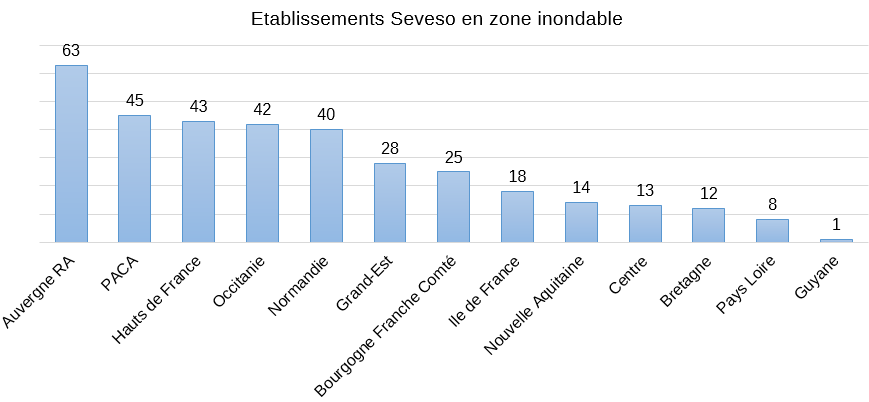 Etablissements Seveso en zone inondable
63
45
43
42
40
28
25
18
14
13
12
8
1
Auvergne RA
PACA
Hauts de France
Occitanie
Normandie
Grand-Est
Bourgogne Franche Comté
Ile de France
Nouvelle Aquitaine
Centre
Bretagne
Pays Loire
Guyane